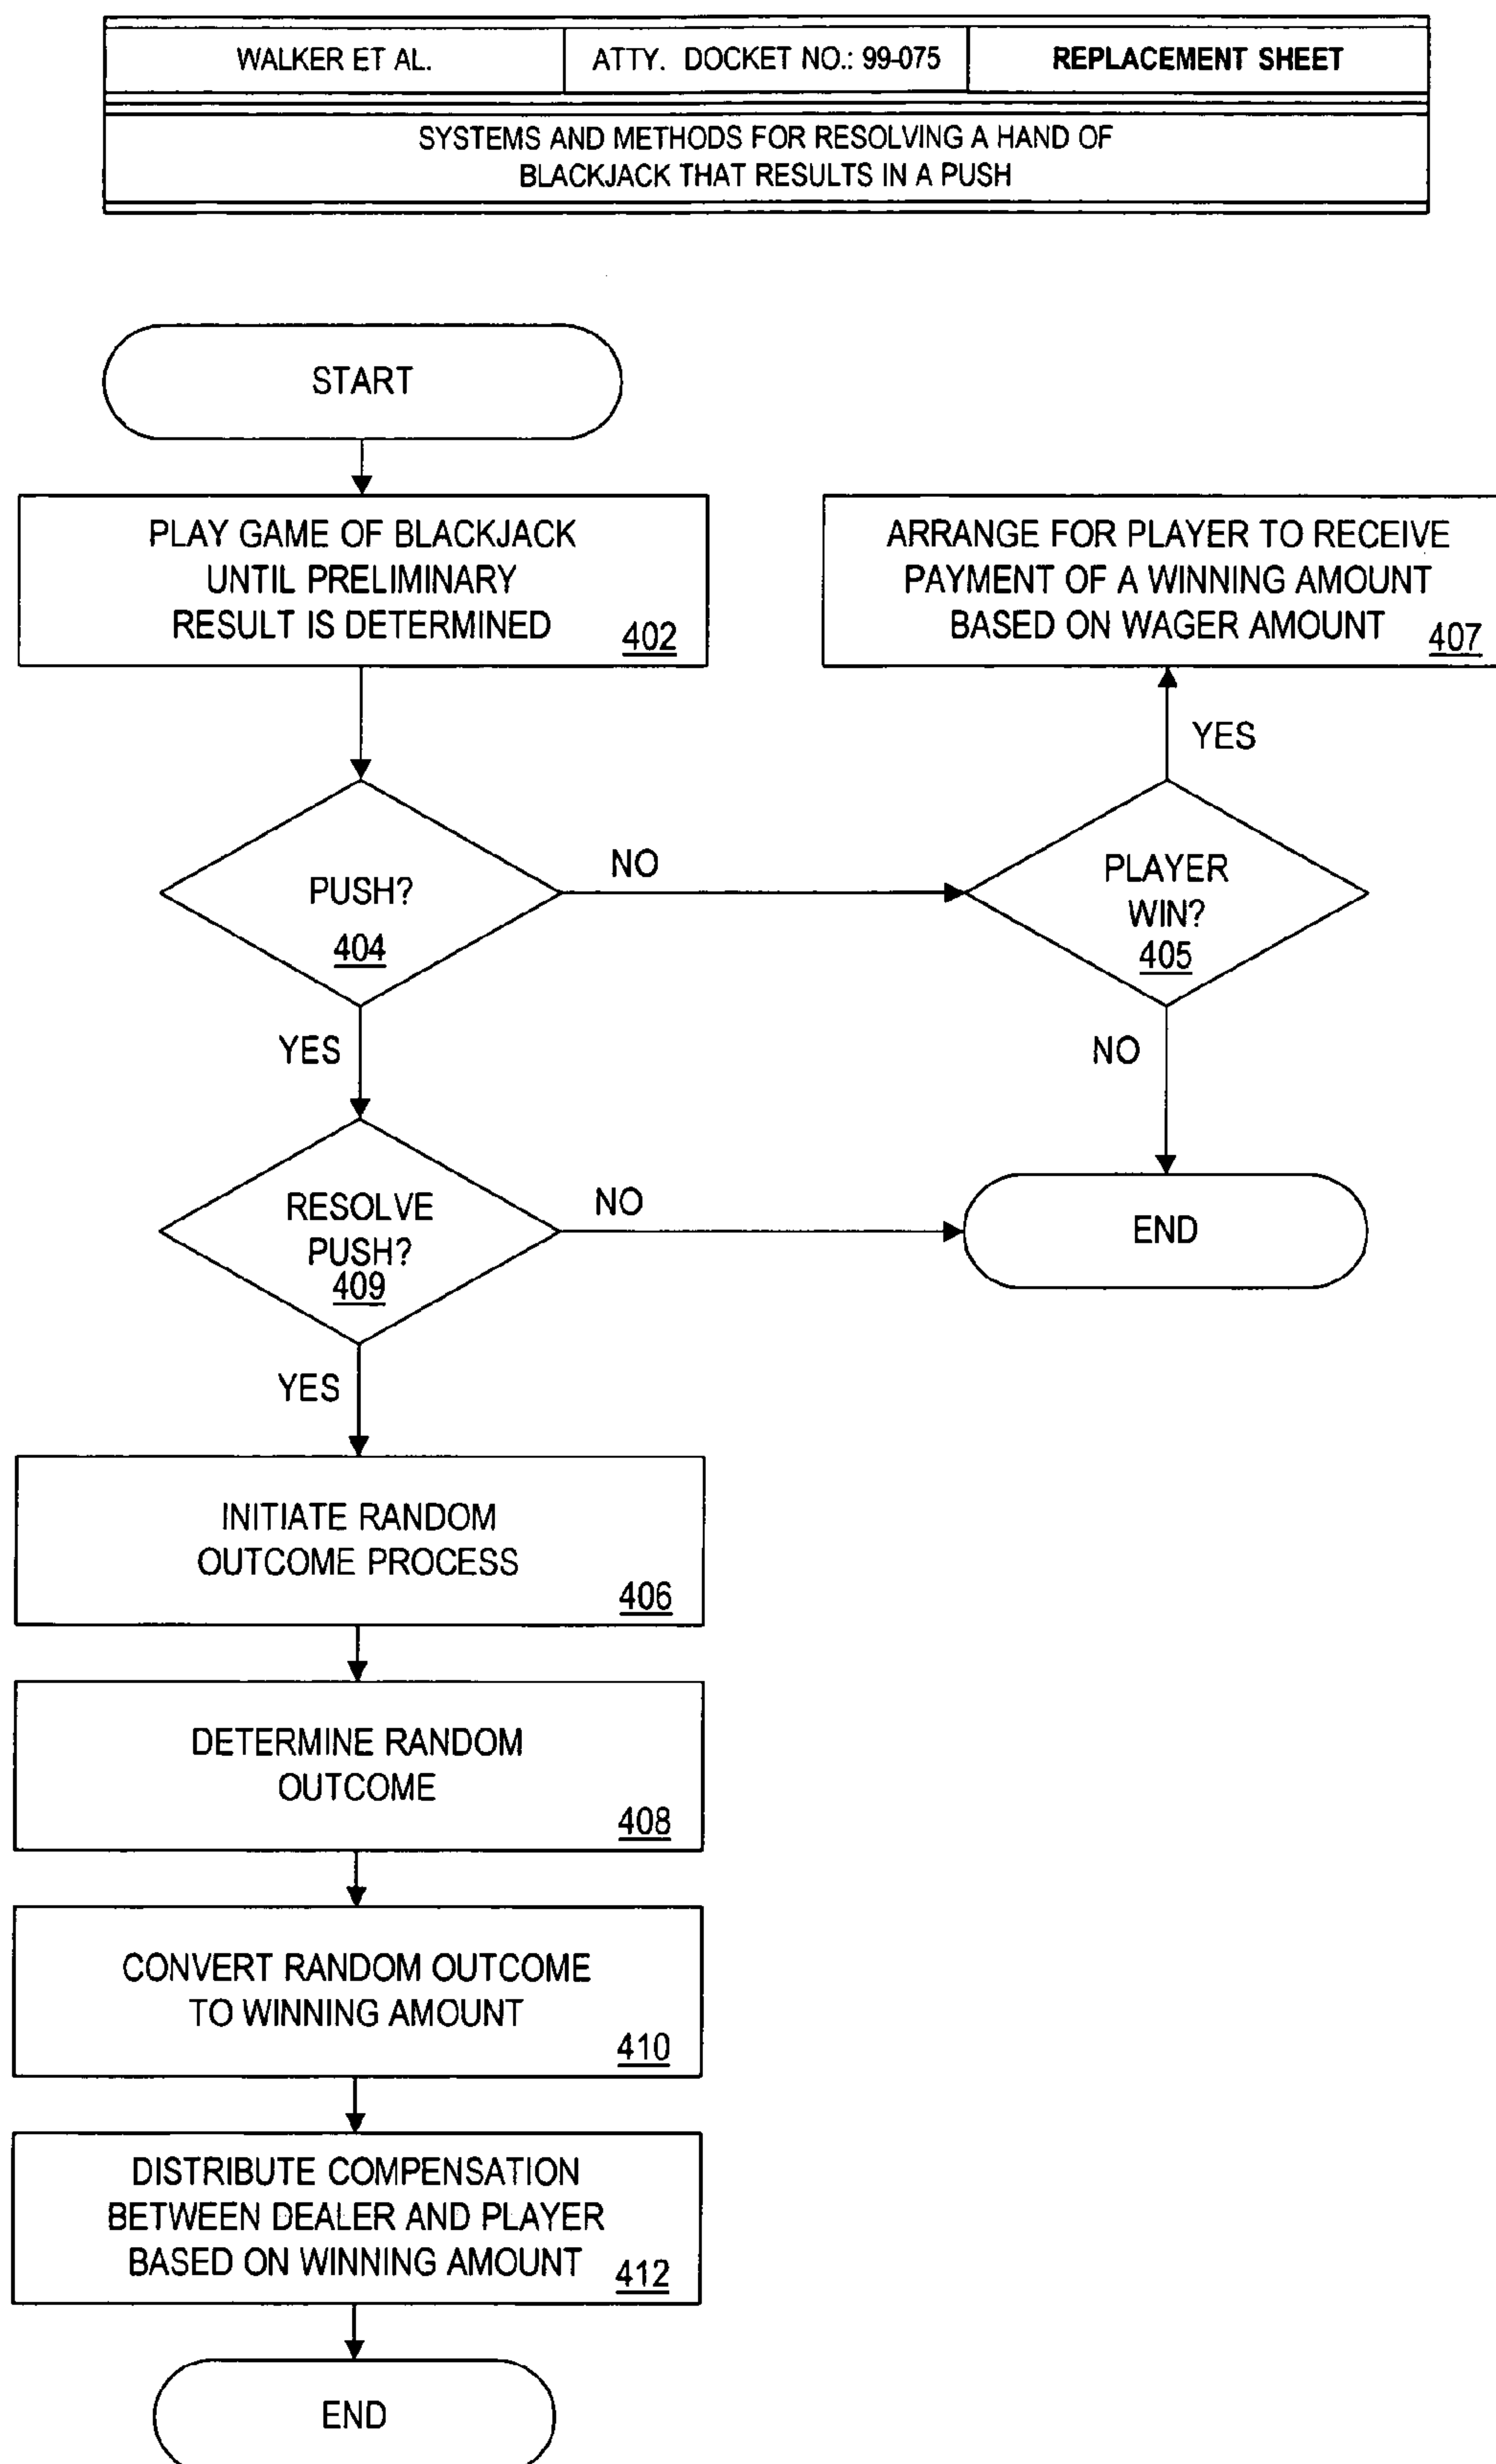 WALKER ET AL.
ATTY. DOCKET NO.: 99-075
REPLACEMENT SHEET
SYSTEMS AND METHODS FOR RESOLVING A HAND OF
BLACKJACK THAT RESULTS IN A PUSH
START
PLAY GAME OF BLACKJACK
UNTIL PRELIMINARY
RESULT IS DETERMINED
402
ARRANGE FOR PLAYER TO RECEIVE
PAYMENT OF A WINNING AMOUNT
BASED ON WAGER AMOUNT
407
YES
PUSH?
404
NO
PLAYER
WIN?
405
YES
NO
RESOLVE
PUSH?
409
NO
END
YES
INITIATE RANDOM
OUTCOME PROCESS
406
DETERMINE RANDOM
OUTCOME
408
CONVERT RANDOM OUTCOME
TO WINNING AMOUNT
410
DISTRIBUTE COMPENSATION
BETWEEN DEALER AND PLAYER
BASED ON WINNING AMOUNT
412
END